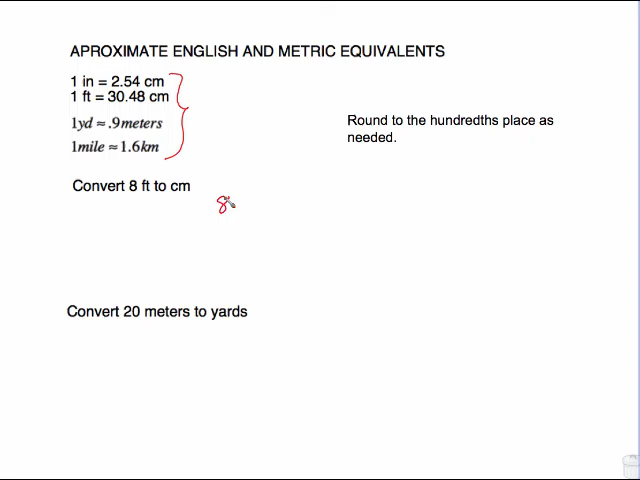 APROXIMATE ENGLISH AND METRIC EQUIVALENTS
1 in = 2.54 cm
1 ft = 30.48 cm
1yd ≈ .9meters
1mile ≈ 1.6km
Round to the hundredths place as
needed.
Convert 8 ft to cm
8
Convert 20 meters to yards